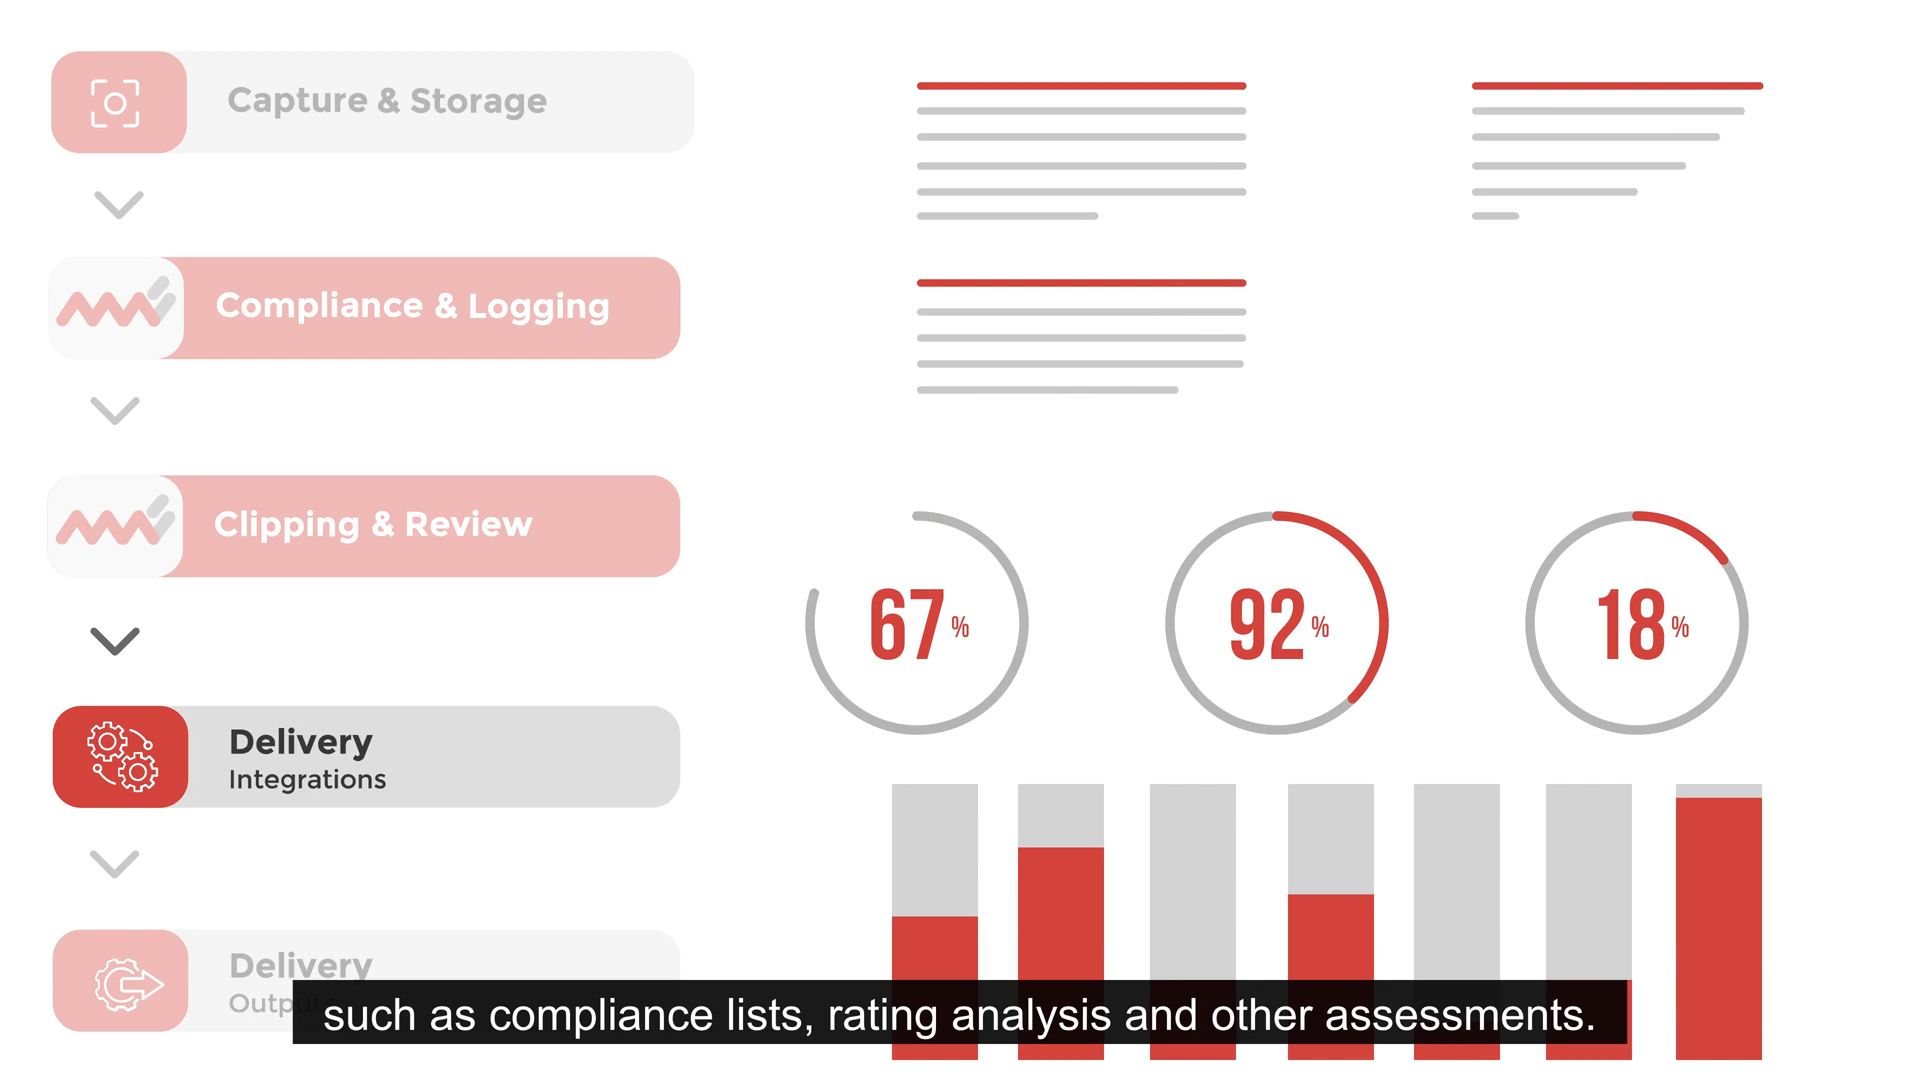 Capture & Storage
Compliance & Logging
Clipping & Review
67%
92%
18%
Delivery
Integrations
Delivery
such as compliance lists, rating analysis and other assessments.